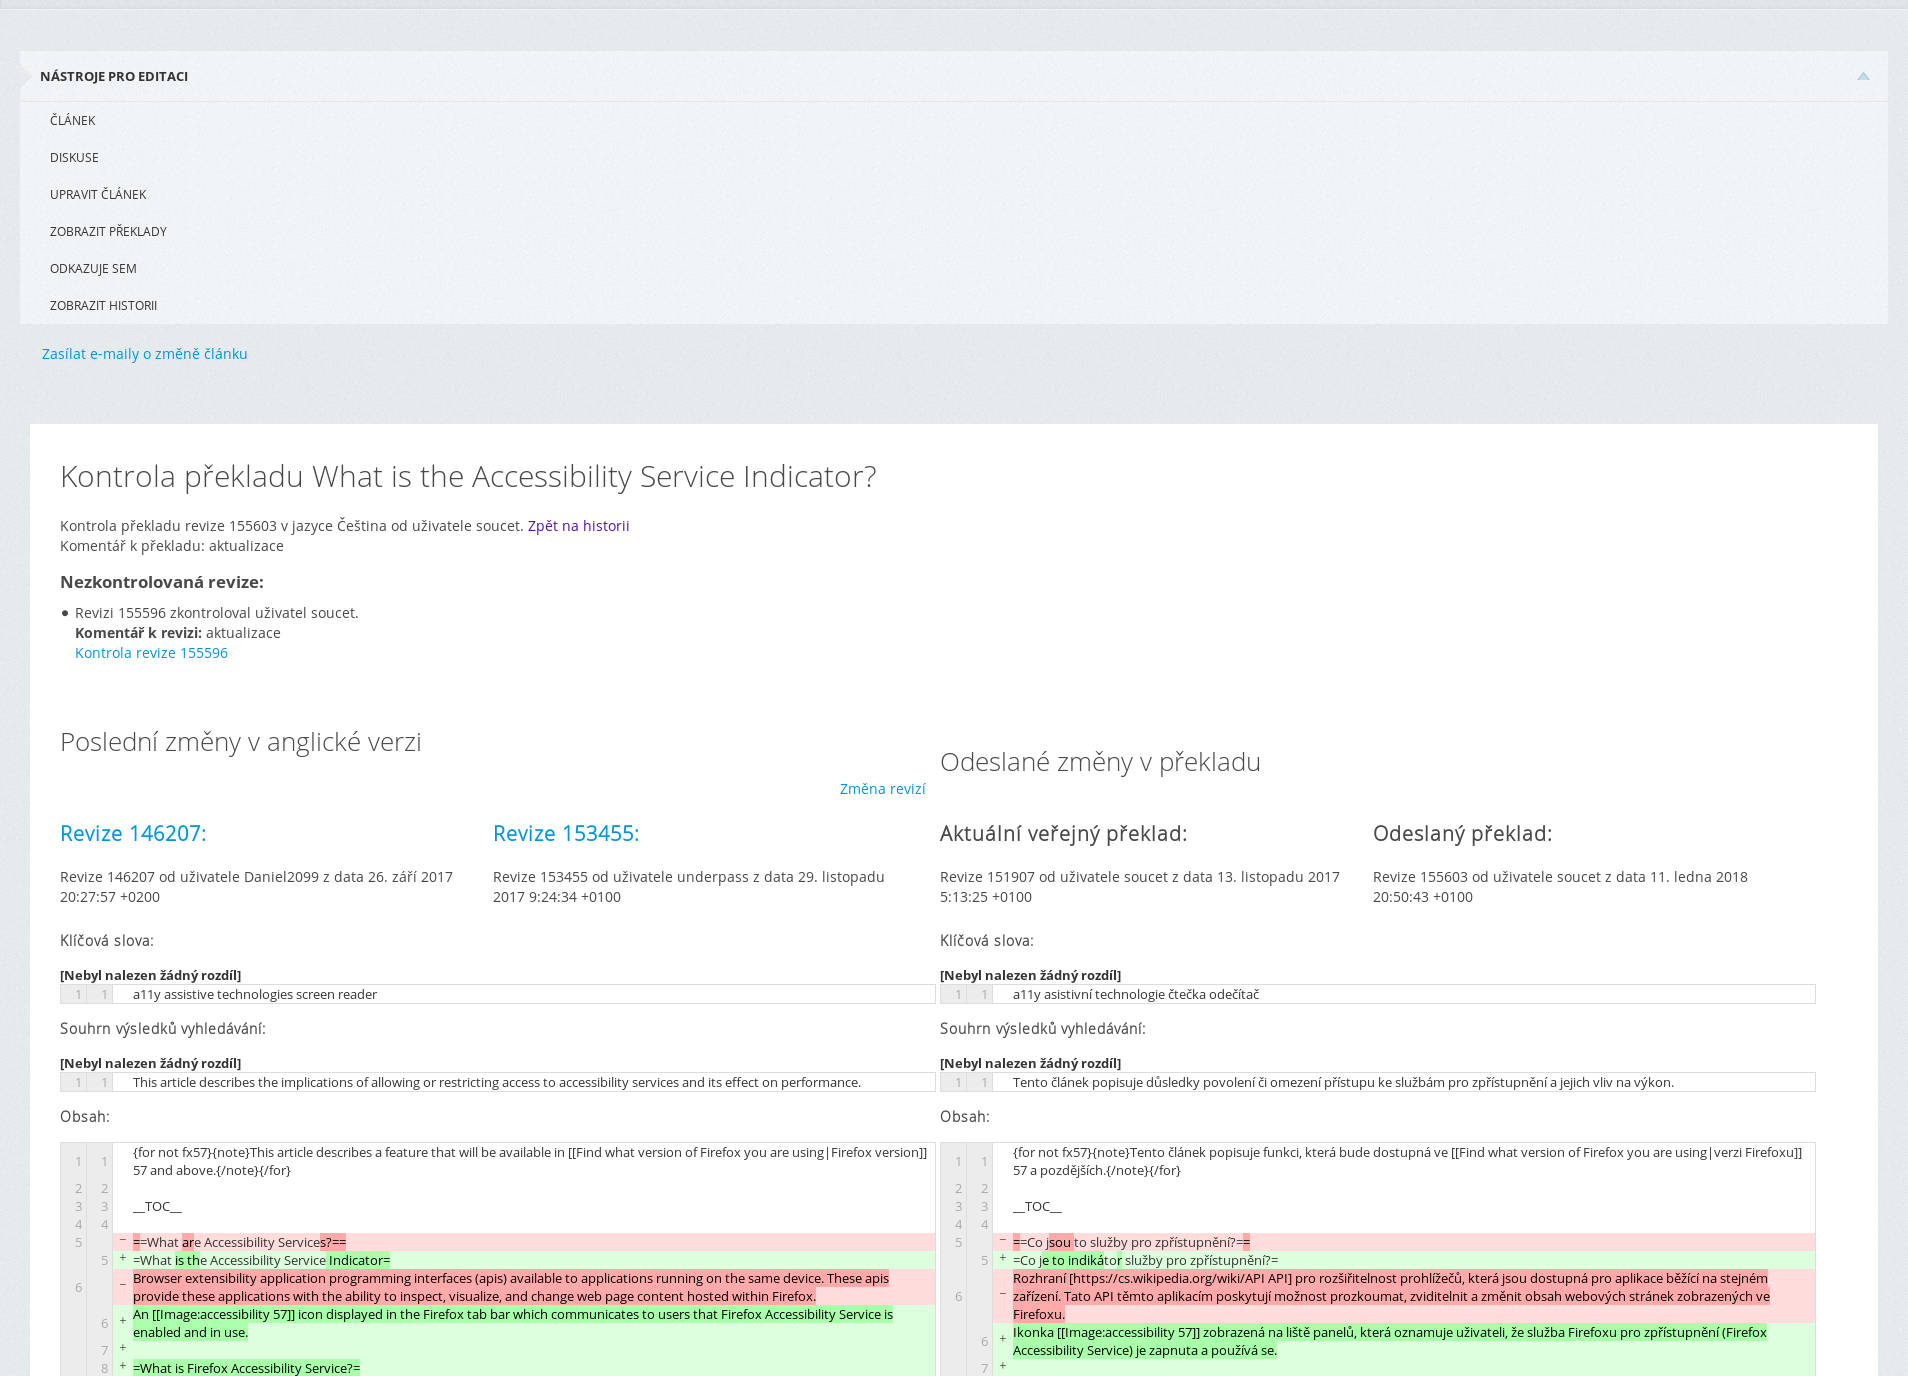 NÁSTROJE PRO EDITACI
ČLÁNEK
DISKUSE
UPRAVIT ČLÁNEK
ZOBRAZIT PŘEKLADY
ODKAZUJE SEM
ZOBRAZIT HISTORII
Zasílat e-maily o změně článku
Kontrola překladu What is the Accessibility Service Indicator?
Kontrola překladu revize 155603 v jazyce Čeština od uživatele soucet. Zpět na historii
Komentář k překladu: aktualizace
Nezkontrolovaná revize:
Revizi 155596 zkontroloval uživatel soucet.
Komentář k revizi: aktualizace
Kontrola revize 155596
Poslední změny v anglické verzi
Změna revizí
Revize 146207:
Revize 146207 od uživatele Daniel2099 z data 26. září 2017
20:27:57 +0200
Revize 153455:
Revize 153455 od uživatele underpass z data 29. listopadu
2017 9:24:34 +0100
Klíčová slova:
[Nebyl nalezen žádný rozdíl]
1 1 a11y assistive technologies screen reader
Souhrn výsledků vyhledávání:
[Nebyl nalezen žádný rozdíl]
1 1 This article describes the implications of allowing or restricting access to accessibility services and its effect on performance.
Obsah:
1 1 {for not fx57}{note}This article describes a feature that will be available in [[Find what version of Firefox you are using|Firefox version]]
57 and above.{/note}{/for}
2 2
3 3 __TOC__
4 4
5 − ==What are Accessibility Services?==
5 + =What is the Accessibility Service Indicator=
6 − Browser extensibility application programming interfaces (apis) available to applications running on the same device. These apis
provide these applications with the ability to inspect, visualize, and change web page content hosted within Firefox.
6 + An [[Image:accessibility 57]] icon displayed in the Firefox tab bar which communicates to users that Firefox Accessibility Service is
enabled and in use.
7 +
8 + =What is Firefox Accessibility Service?=
Odeslané změny v překladu
Aktuální veřejný překlad:
Revize 151907 od uživatele soucet z data 13. listopadu 2017
5:13:25 +0100
Odeslaný překlad:
Revize 155603 od uživatele soucet z data 11. ledna 2018
20:50:43 +0100
Klíčová slova:
[Nebyl nalezen žádný rozdíl]
1 1 a11y asistivní technologie čtečka odečítač
Souhrn výsledků vyhledávání:
[Nebyl nalezen žádný rozdíl]
1 1 Tento článek popisuje důsledky povolení či omezení přístupu ke službám pro zpřístupnění a jejich vliv na výkon.
Obsah:
1 1 {for not fx57}{note}Tento článek popisuje funkci, která bude dostupná ve [[Find what version of Firefox you are using|verzi Firefoxu]]
57 a pozdějších.{/note}{/for}
2 2
3 3 __TOC__
4 4
5 − ==Co jsou to služby pro zpřístupnění?==
5 + =Co je to indikátor služby pro zpřístupnění?=
6 − Rozhraní [https://cs.wikipedia.org/wiki/API API] pro rozšiřitelnost prohlížečů, která jsou dostupná pro aplikace běžící na stejném
zařízení. Tato API těmto aplikacím poskytují možnost prozkoumat, zviditelnit a změnit obsah webových stránek zobrazených ve
Firefoxu.
6 + Ikonka [[Image:accessibility 57]] zobrazená na liště panelů, která oznamuje uživateli, že služba Firefoxu pro zpřístupnění (Firefox
Accessibility Service) je zapnuta a používá se.
7 +